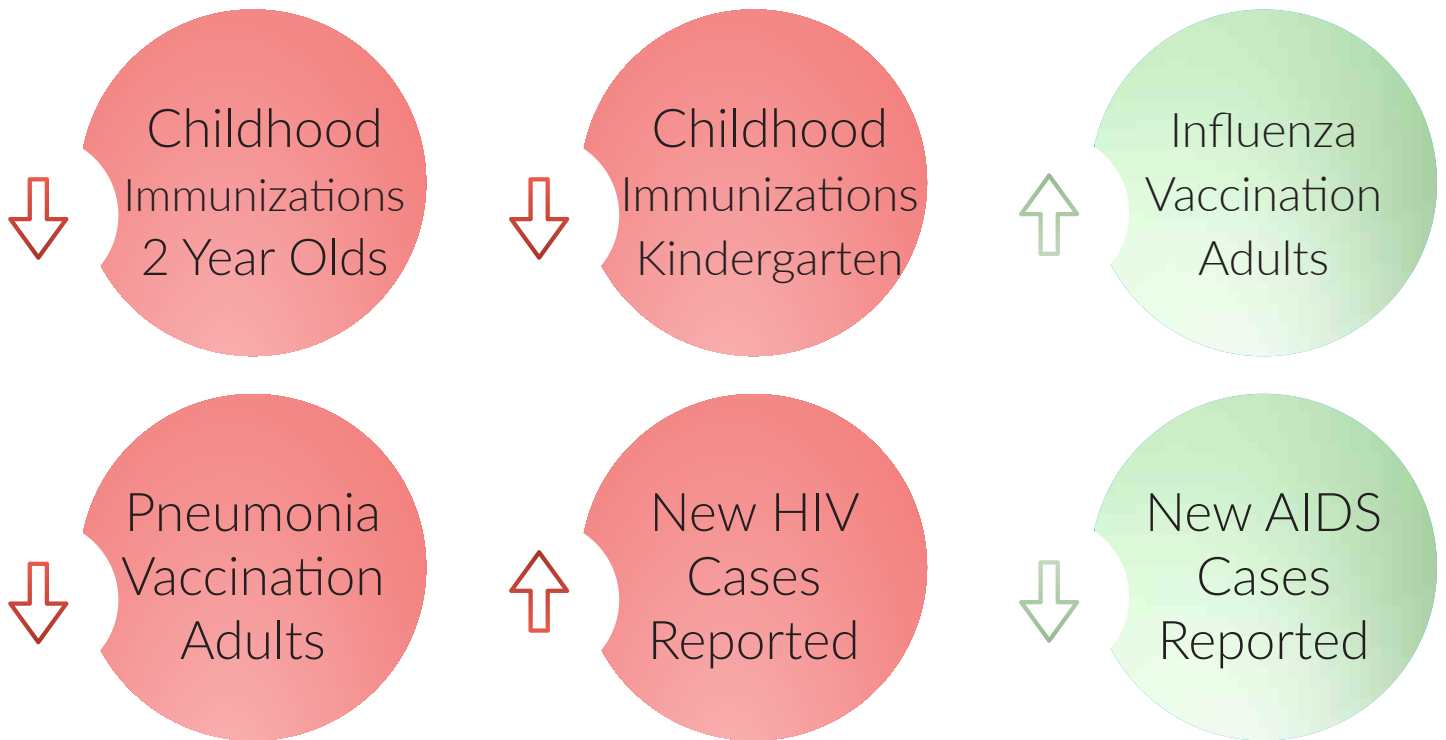 Childhood
Immunizations
2 Year Olds
Childhood
Immunizations
Kindergarten
Influenza
Vaccination
Adults
Pneumonia
Vaccination
Adults
New HIV
Cases
Reported
New AIDS
Cases
Reported